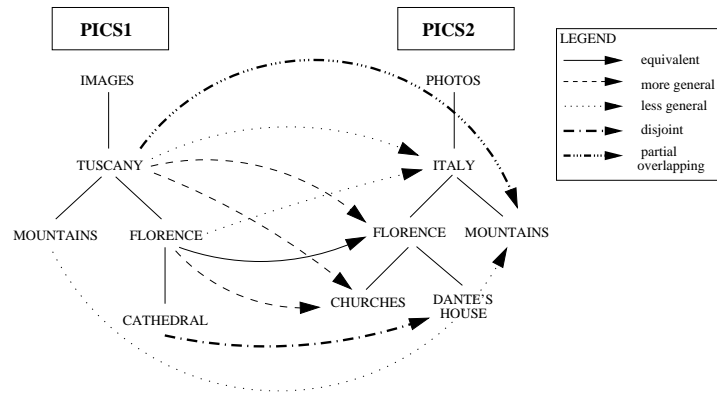 PICS1
PICS2
LEGEND
equivalent
more general
less general
disjoint
partial
overlapping
IMAGES
PHOTOS
TUSCANY
ITALY
MOUNTAINS
FLORENCE
FLORENCE
MOUNTAINS
CATHEDRAL
CHURCHES
DANTE'S
HOUSE